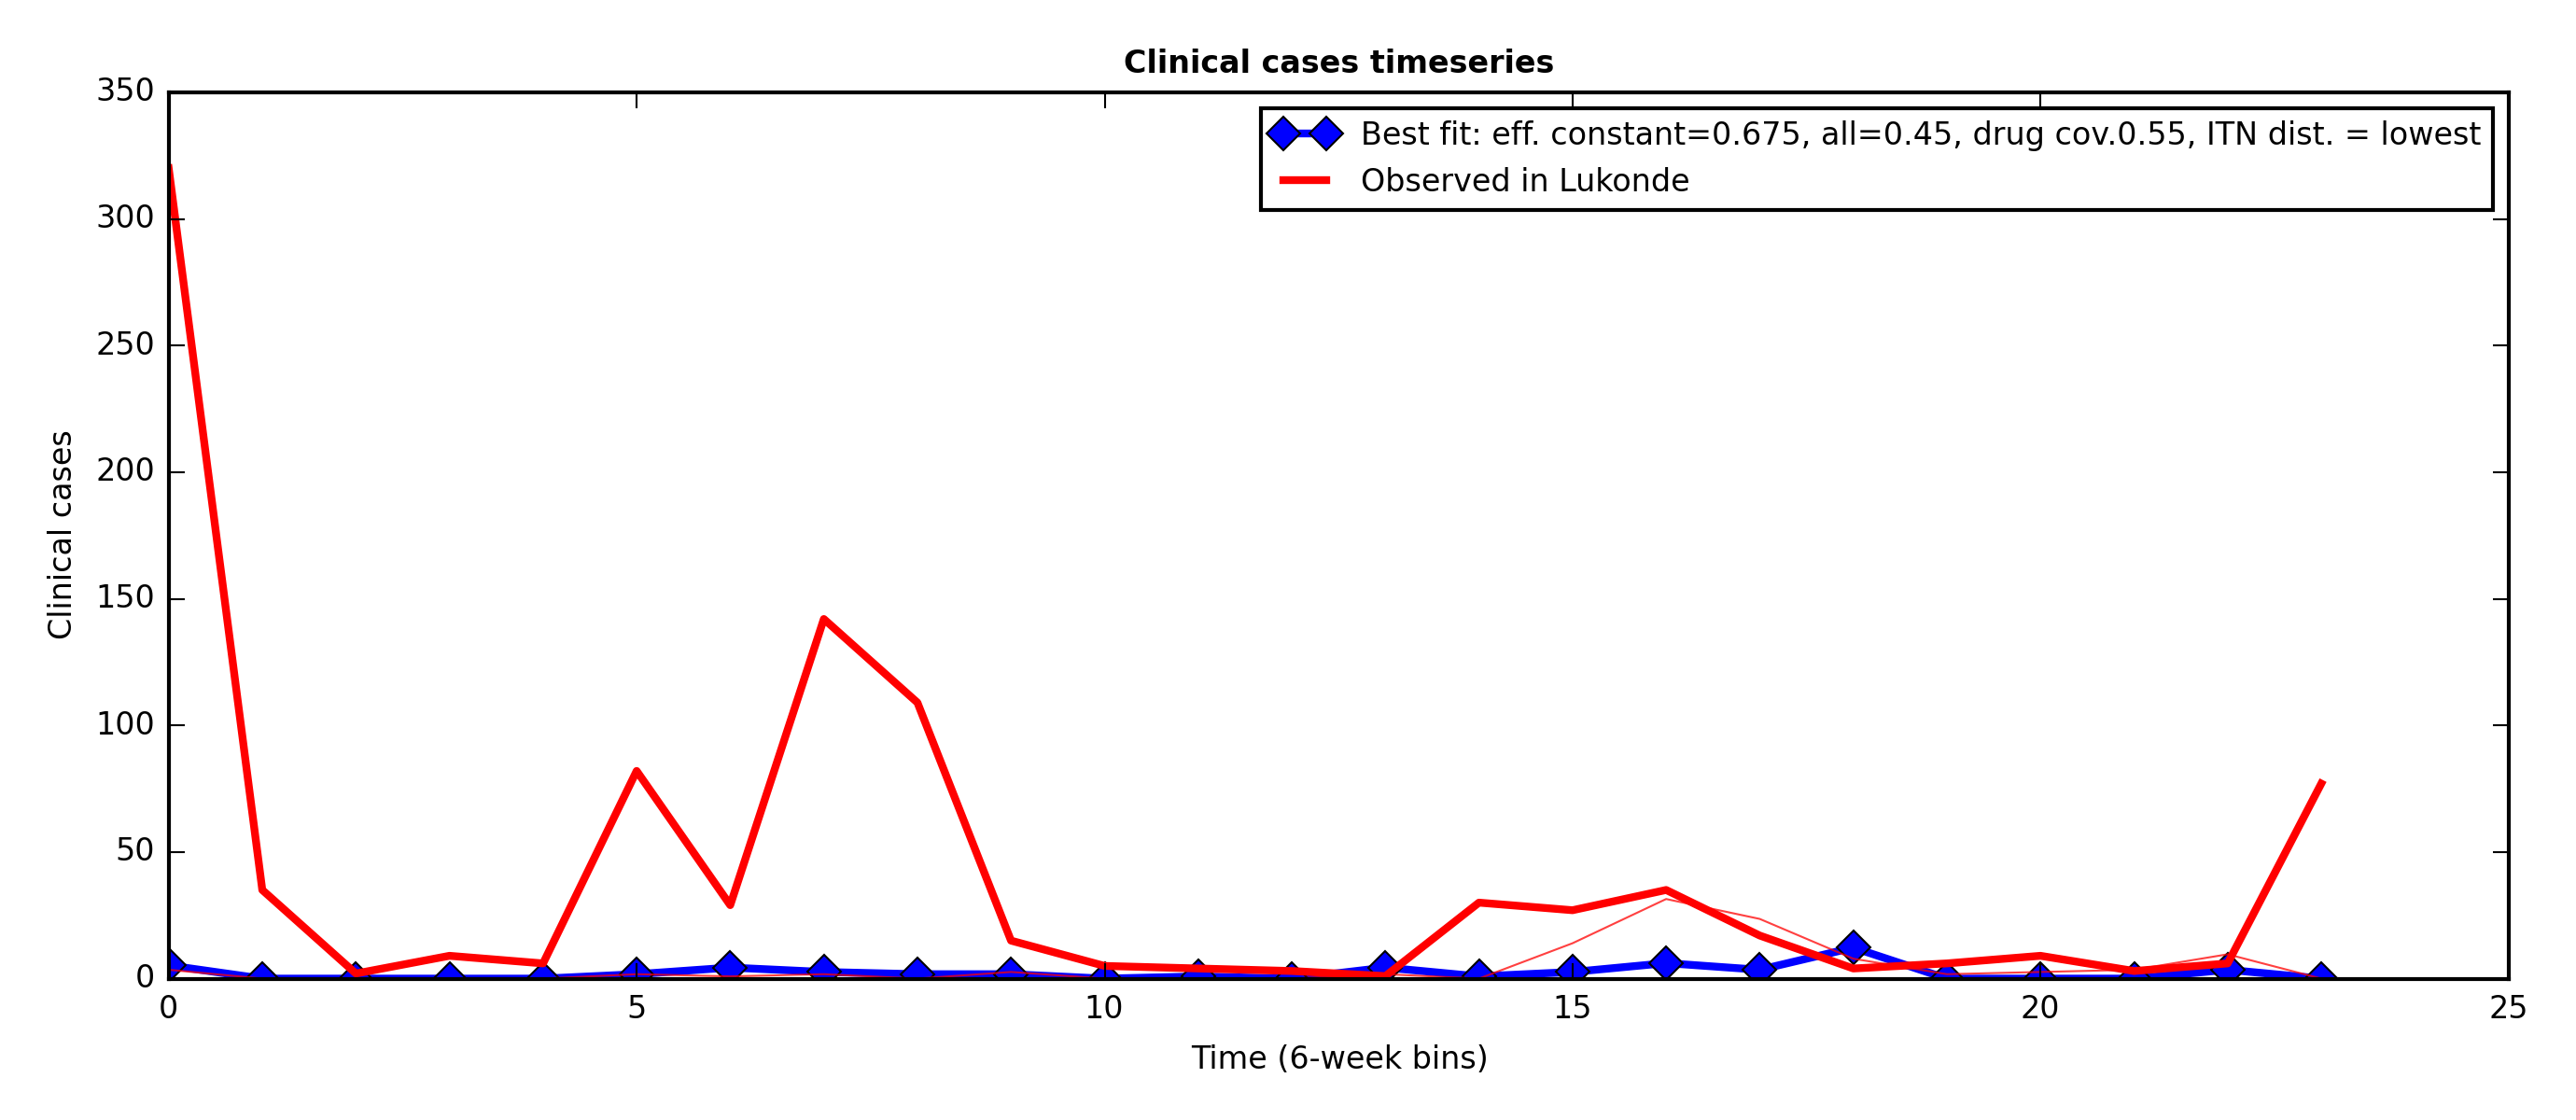 Clinical cases timeseries
350
300
250
200
150
100
50
0
Clinical cases
Best fit: eff. constant=0.675, all=0.45, drug cov.0.55, ITN dist. = lowest
Observed in Lukonde
0 5 10 15 20 25
Time (6-week bins)